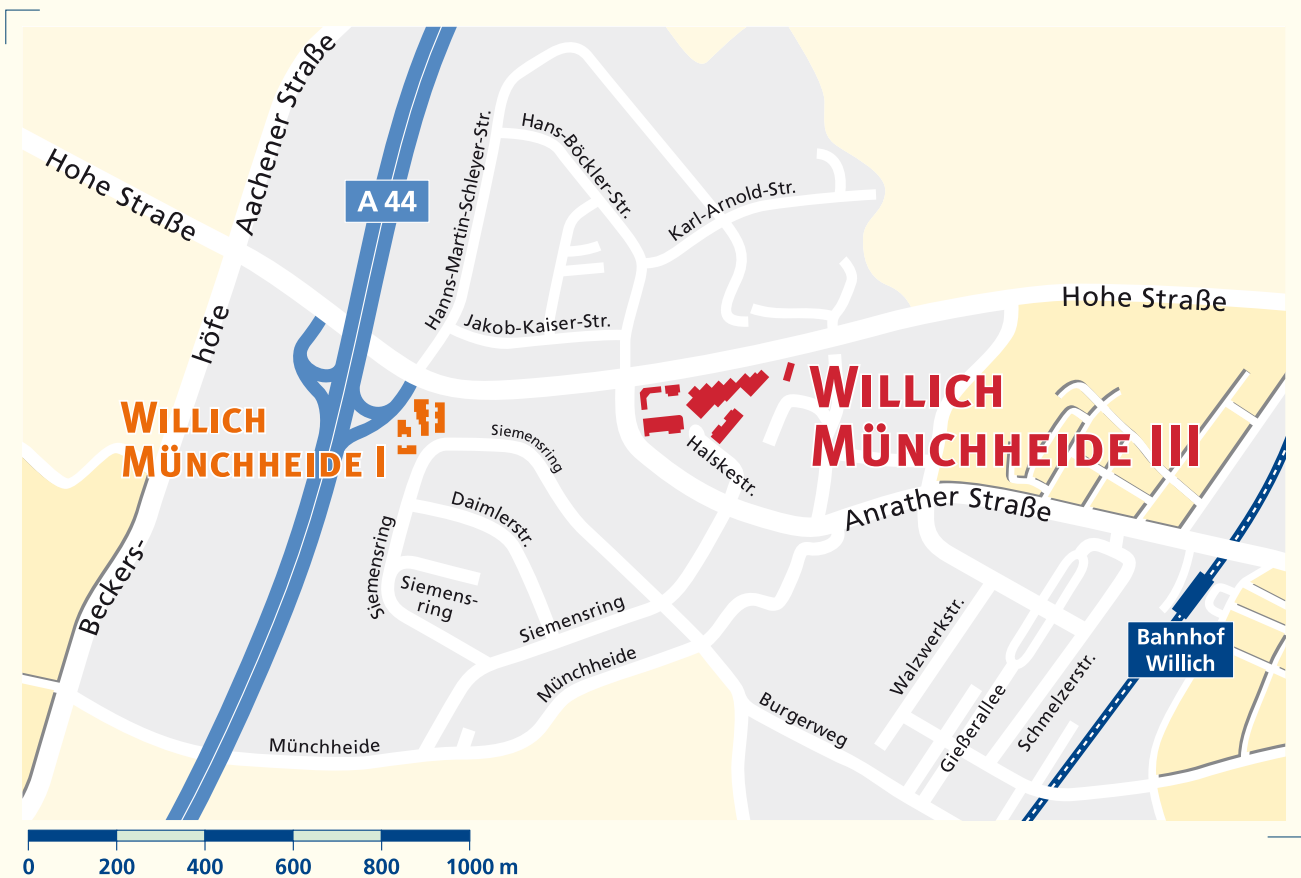 Aachener Straße
Hohe Straße
A 44
Hanns-Martin-Schleyer-Str.
Hans-Böckler-Str.
Karl-Arnold-Str.
Hohe Straße
höfe
Jakob-Kaiser-Str.
WILLICH
MÜNCHHEIDE I
WILLICH
MÜNCHHEIDE III
Siemensring
Halskestr.
Daimlerstr.
Anrather Straße
Siemensring
Beckers-
Siemens-
ring
Siemensring
Münchheide
Walzwerkstr.
Bahnhof
Willich
Gießerallee
Schmelzerstr.
Burgerweg
Münchheide
0 200 400 600 800 1000 m